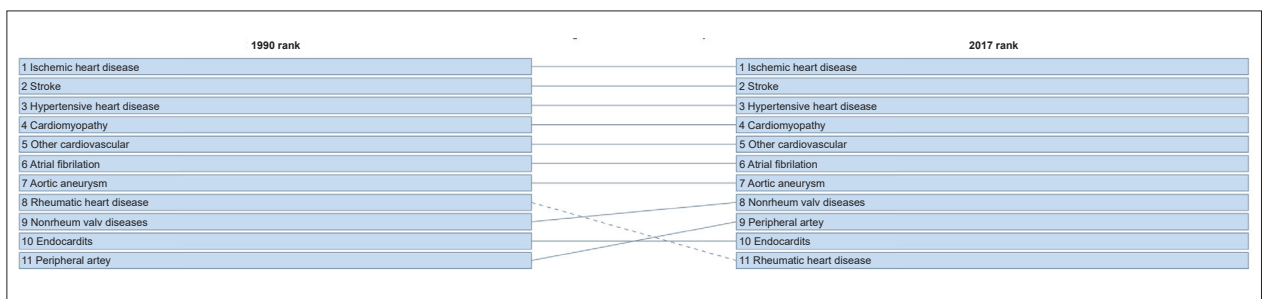 1990 rank
2017 rank
1 Ischemic heart disease
2 Stroke
3 Hypertensive heart disease
4 Cardiomyopathy
5 Other cardiovascular
6 Atrial fibrilation
7 Aortic aneurysm
8 Rheumatic heart disease
9 Nonrheum valv diseases
10 Endocardits
11 Peripheral artey
1 Ischemic heart disease
2 Stroke
3 Hypertensive heart disease
4 Cardiomyopathy
5 Other cardiovascular
6 Atrial fibrilation
7 Aortic aneurysm
8 Nonrheum valv diseases
9 Peripheral artey
10 Endocardits
11 Rheumatic heart disease